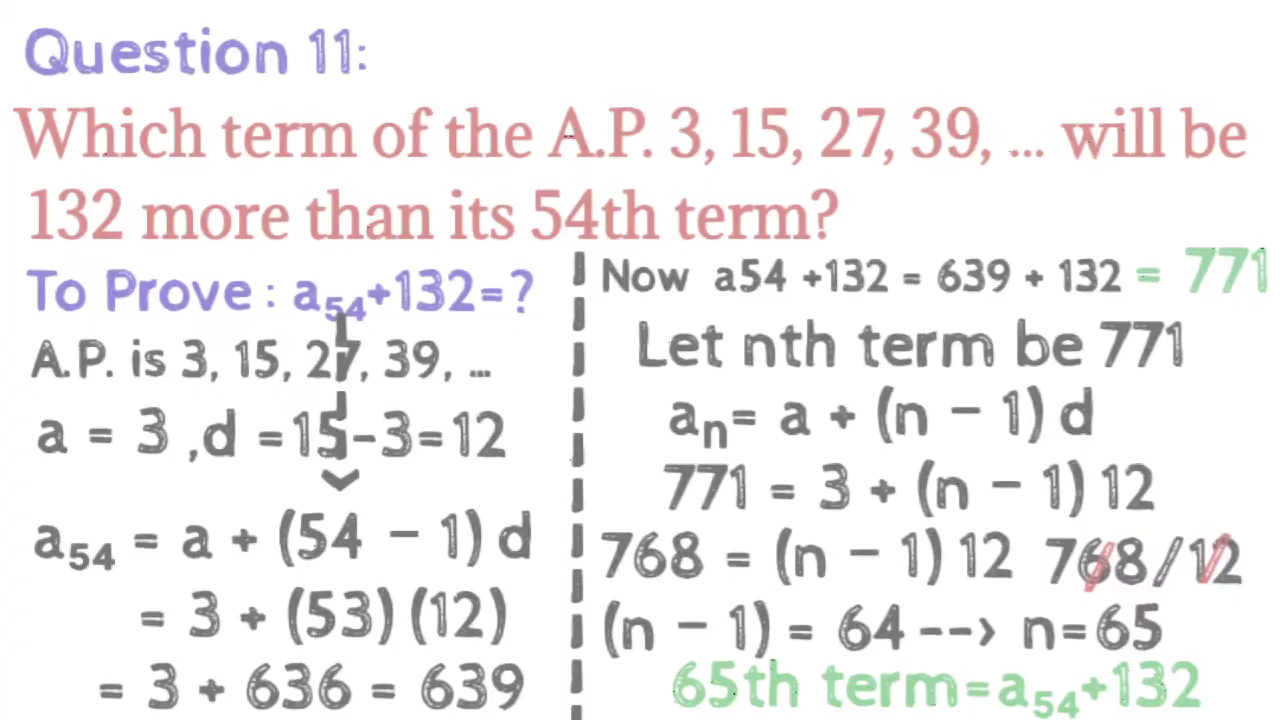 Question 11:
Which term of the A.P. 3, 15, 27, 39, ... will be
132 more than its 54th term?
To Prove : a₅₄+132=?
A.P. is 3, 15, 27, 39, ...
a = 3 ,d =15-3=12
a₅₄ = a + (54 - 1) d
= 3 + (53) (12)
= 3 + 636 = 639
Now a54 +132 = 639 + 132 = 771
Let nth term be 771
aₙ= a + (n - 1) d
771 = 3 + (n - 1) 12
768 = (n - 1) 12 768/12
(n - 1) = 64 --> n=65
65th term=a₅₄+132